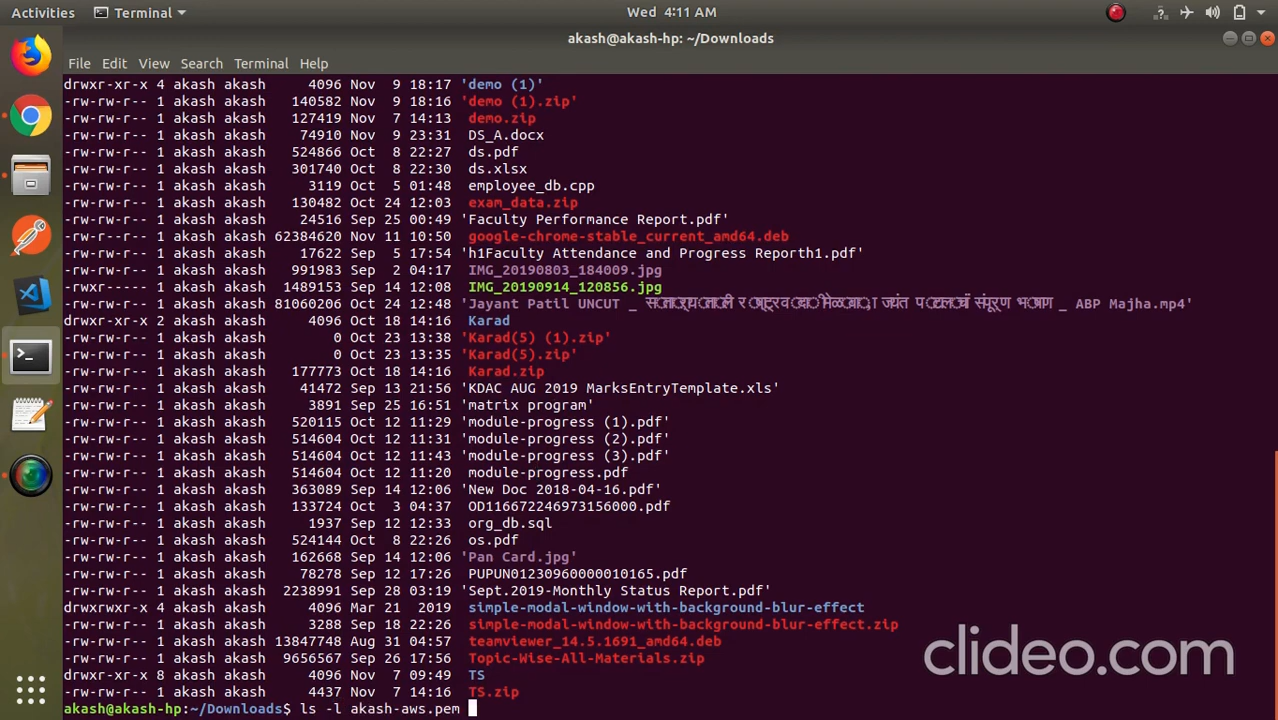 Activities Terminal Wed 4:11 AM
akash@akash-hp: ~/Downloads
File Edit View Search Terminal Help
drwxr-xr-x 4 akash akash 4096 Nov 9 18:17 'demo (1)'
-rw-rw-r-- 1 akash akash 140582 Nov 9 18:16 'demo (1).zip'
-rw-rw-r-- 1 akash akash 127419 Nov 7 14:13 demo.zip
-rw-rw-r-- 1 akash akash 74910 Nov 9 23:31 DS_A.docx
-rw-rw-r-- 1 akash akash 524866 Oct 8 22:27 ds.pdf
-rw-rw-r-- 1 akash akash 301740 Oct 8 22:30 ds.xlsx
-rw-rw-r-- 1 akash akash 3119 Oct 5 01:48 employee_db.cpp
-rw-rw-r-- 1 akash akash 130482 Oct 24 12:03 exam_data.zip
-rw-rw-r-- 1 akash akash 24516 Sep 25 00:49 'Faculty Performance Report.pdf'
-rw-rw-r-- 1 akash akash 62384620 Nov 11 10:50 google-chrome-stable_current_amd64.deb
-rw-rw-r-- 1 akash akash 17622 Sep 5 17:54 'h1Faculty Attendance and Progress Reporth1.pdf'
-rw-rw-r-- 1 akash akash 991983 Sep 2 04:17 IMG_20190803_184009.jpg
-rwxr----- 1 akash akash 1489153 Sep 14 12:08 IMG_20190914_120856.jpg
-rw-rw-r-- 1 akash akash 81060206 Oct 24 12:48 'Jayant Patil UNCUT _ जयंत _ ABP Majha.mp4'
drwxr-xr-x 2 akash akash 4096 Oct 18 14:16 Karad
-rw-rw-r-- 1 akash akash 0 Oct 23 13:38 'Karad(5) (1).zip'
-rw-rw-r-- 1 akash akash 0 Oct 23 13:35 'Karad(5).zip'
-rw-rw-r-- 1 akash akash 177773 Oct 18 14:16 Karad.zip
-rw-rw-r-- 1 akash akash 41472 Sep 13 21:56 'KDAC AUG 2019 MarksEntryTemplate.xls'
-rw-rw-r-- 1 akash akash 3891 Sep 25 16:51 'matrix program'
-rw-rw-r-- 1 akash akash 520115 Oct 12 11:29 'module-progress (1).pdf'
-rw-rw-r-- 1 akash akash 514604 Oct 12 11:31 'module-progress (2).pdf'
-rw-rw-r-- 1 akash akash 514604 Oct 12 11:43 'module-progress (3).pdf'
-rw-rw-r-- 1 akash akash 514604 Oct 12 11:20 module-progress.pdf
-rw-rw-r-- 1 akash akash 363089 Sep 14 12:06 'New Doc 2018-04-16.pdf'
-rw-rw-r-- 1 akash akash 133724 Oct 3 04:37 OD116672246973156000.pdf
-rw-rw-r-- 1 akash akash 1937 Sep 12 12:33 org_db.sql
-rw-rw-r-- 1 akash akash 524144 Oct 8 22:26 os.pdf
-rw-rw-r-- 1 akash akash 162668 Sep 14 12:06 'Pan Card.jpg'
-rw-rw-r-- 1 akash akash 78278 Sep 12 17:26 PUPUN01230960000010165.pdf
-rw-rw-r-- 1 akash akash 2238991 Sep 28 03:46 'Sept.2019-Monthly Status Report.pdf'
drwxrwxr-x 4 akash akash 4096 Mar 21 2019 simple-modal-window-with-background-blur-effect
-rw-rw-r-- 1 akash akash 3288 Sep 18 22:06 simple-modal-window-with-background-blur-effect.zip
-rw-rw-r-- 1 akash akash 13847748 Aug 31 04:57 teamviewer_14.5.1691_amd64.deb
-rw-rw-r-- 1 akash akash 9656567 Sep 26 17:56 Topic-Wise-All-Materials.zip
drwxr-xr-x 8 akash akash 4096 Nov 7 09:49 TS
-rw-rw-r-- 1 akash akash 4437 Nov 7 14:16 TS.zip
akash@akash-hp:~/Downloads$ ls -l akash-aws.pem
clideo.com